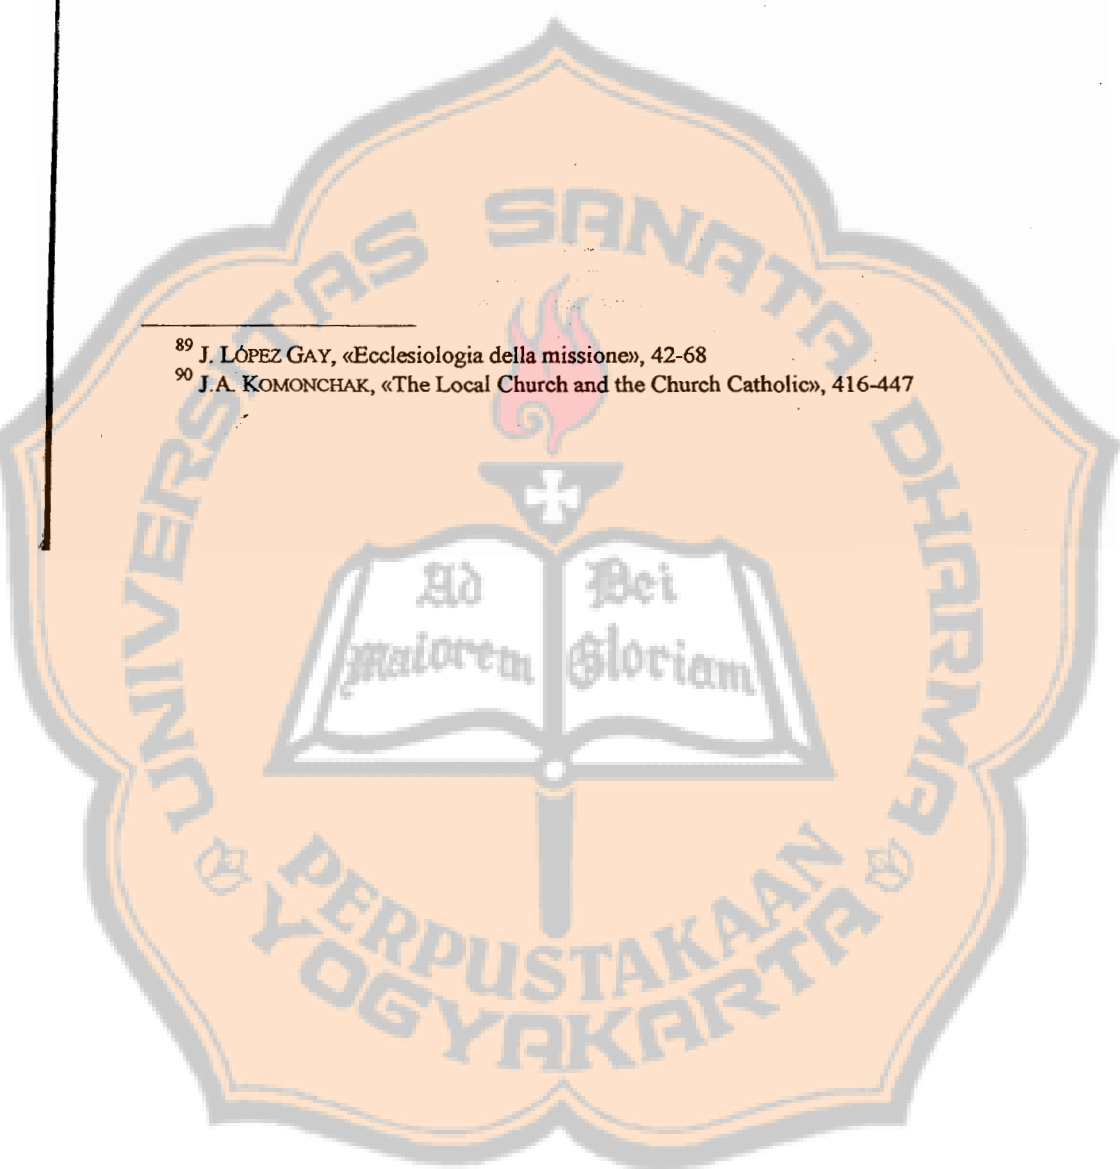 UNIVERSITAS SANATA DHARMA
89 J. LÓPEZ GAY, «Ecclesiologia della missione», 42-68
90 J.A. KOMONCHAK, «The Local Church and the Church Catholic», 416-447
Ad Dei
maiorem Gloriam
PERPUSTAKAAN
YOGYAKARTA